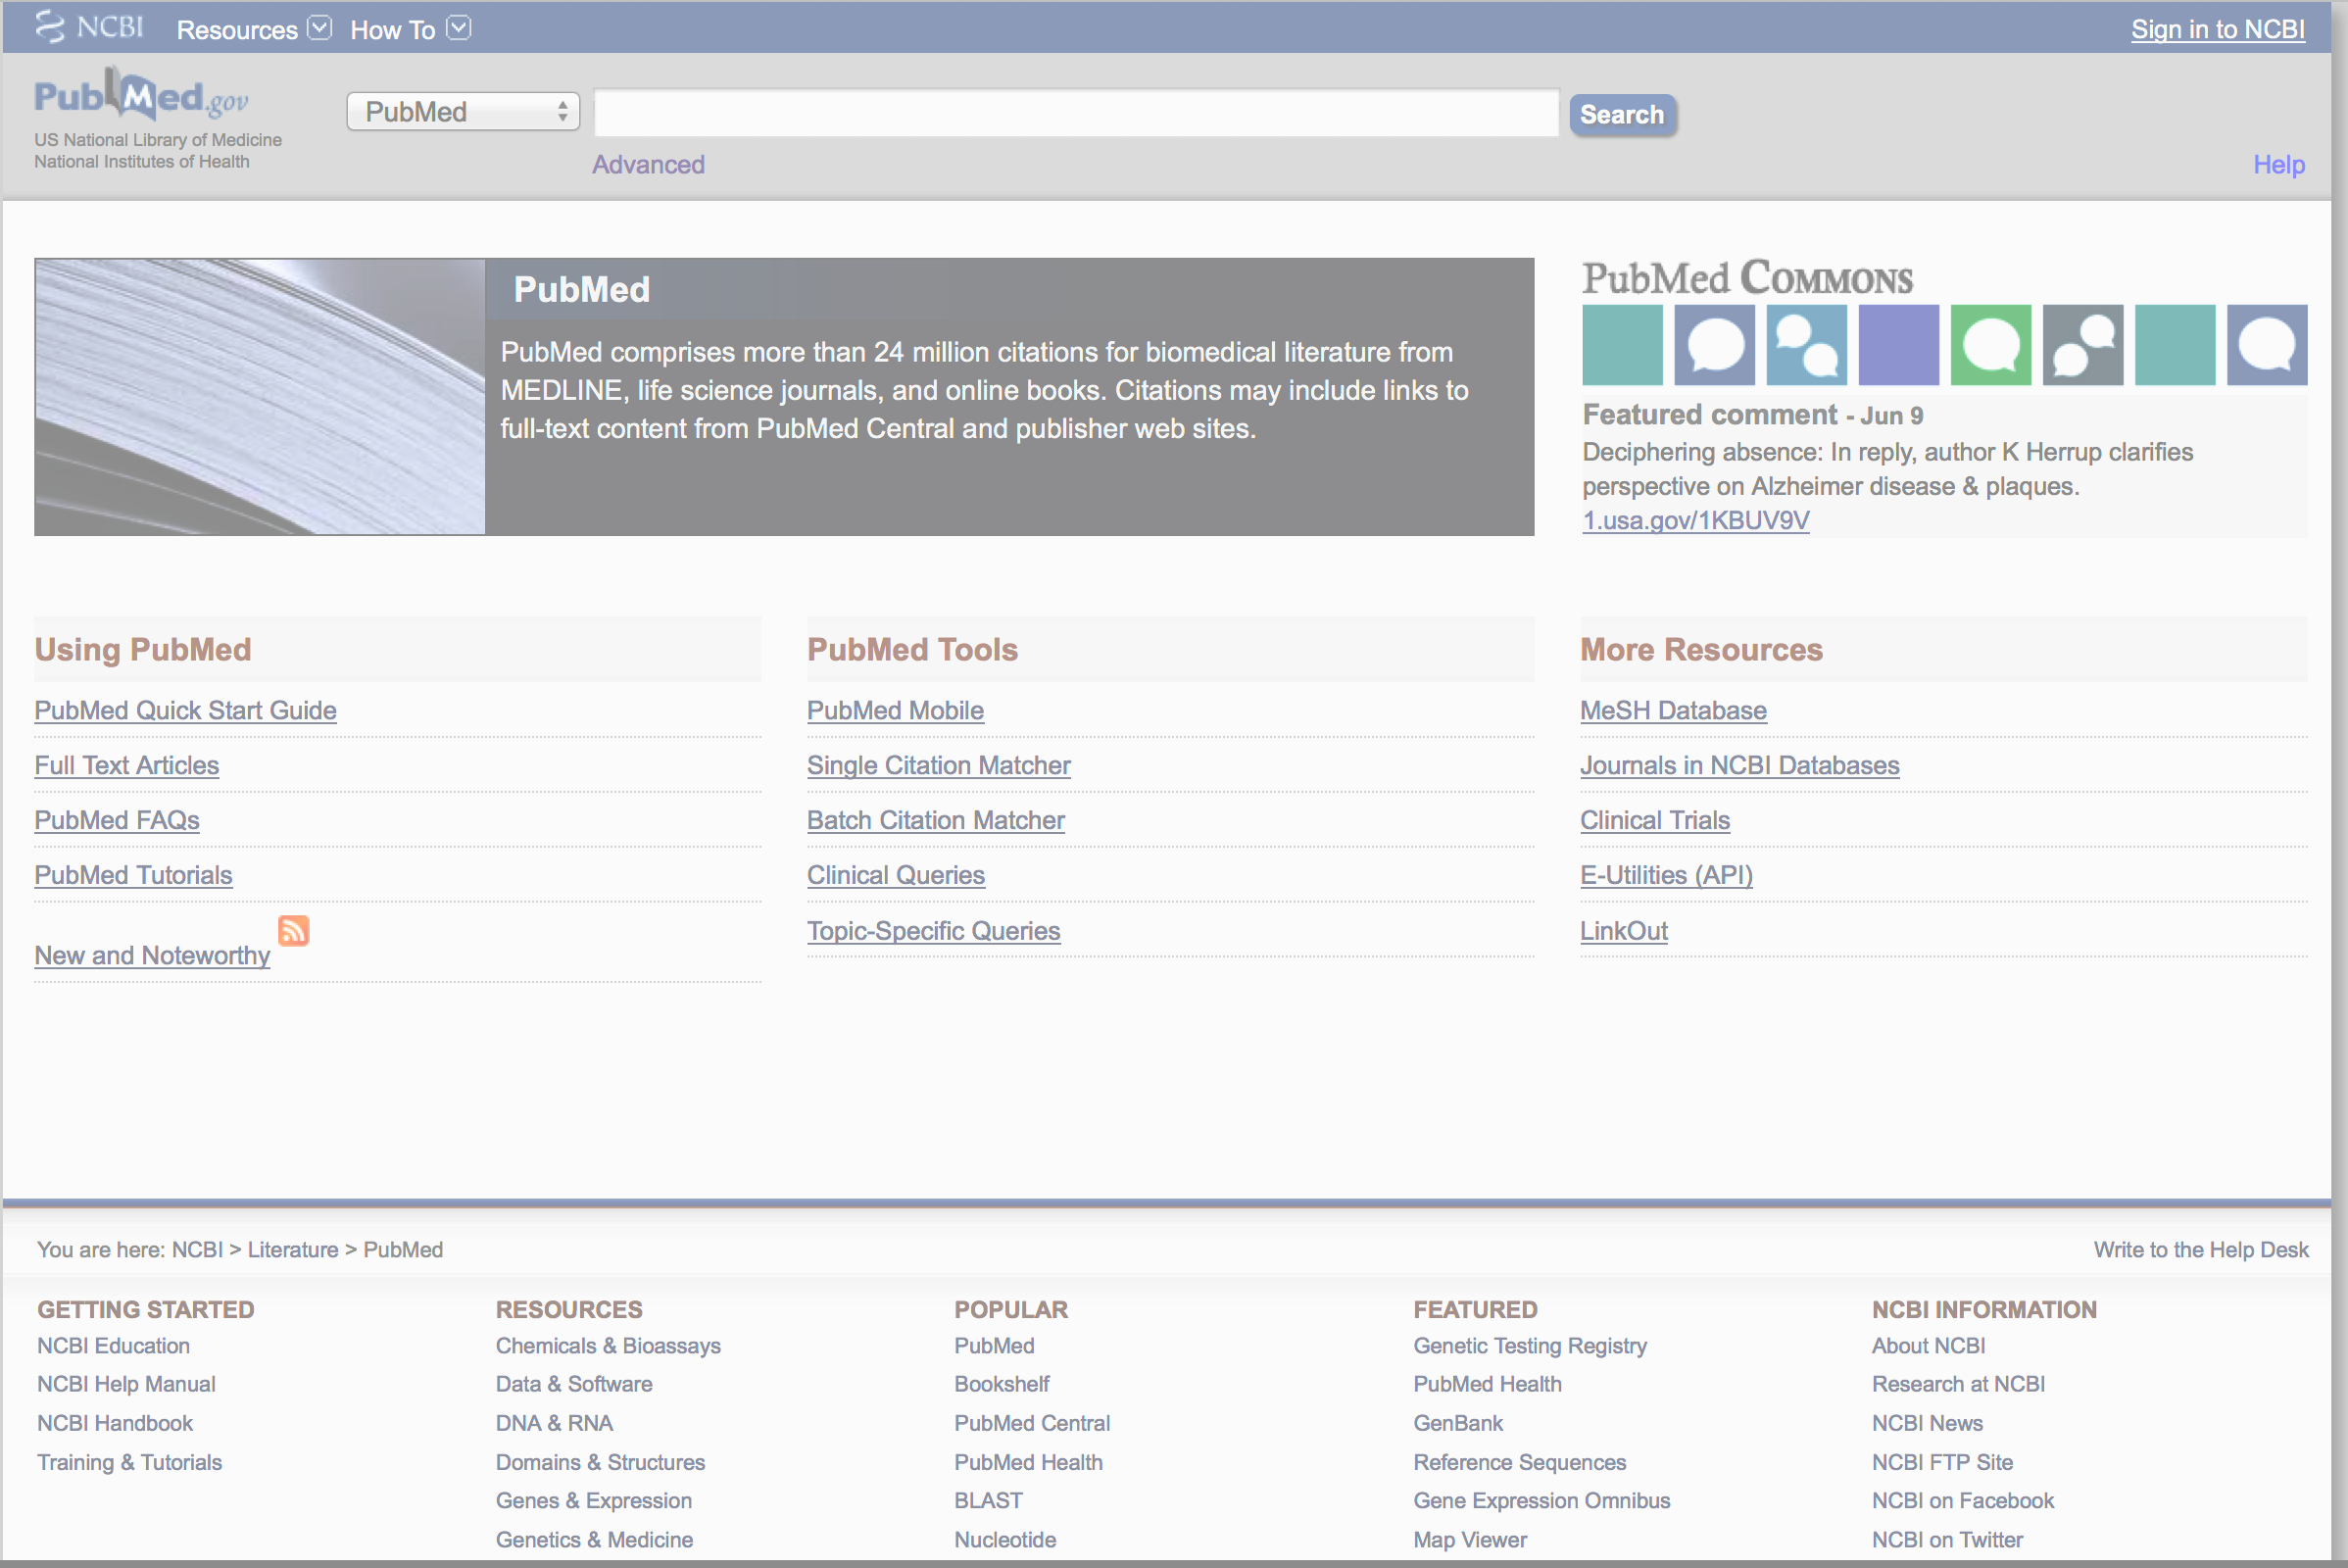 NCBI Resources How To Sign in to NCBI
PubMed.gov
US National Library of Medicine
National Institutes of Health
PubMed Search
Advanced Help
PubMed
PubMed comprises more than 24 million citations for biomedical literature from
MEDLINE, life science journals, and online books. Citations may include links to
full-text content from PubMed Central and publisher web sites.
PubMed COMMONS
Featured comment - Jun 9
Deciphering absence: In reply, author K Herrup clarifies
perspective on Alzheimer disease & plaques.
1.usa.gov/1KBUV9V
Using PubMed
PubMed Quick Start Guide
Full Text Articles
PubMed FAQs
PubMed Tutorials
New and Noteworthy
PubMed Tools
PubMed Mobile
Single Citation Matcher
Batch Citation Matcher
Clinical Queries
Topic-Specific Queries
More Resources
MeSH Database
Journals in NCBI Databases
Clinical Trials
E-Utilities (API)
LinkOut
You are here: NCBI > Literature > PubMed Write to the Help Desk
GETTING STARTED
NCBI Education
NCBI Help Manual
NCBI Handbook
Training & Tutorials
RESOURCES
Chemicals & Bioassays
Data & Software
DNA & RNA
Domains & Structures
Genes & Expression
Genetics & Medicine
POPULAR
PubMed
Bookshelf
PubMed Central
PubMed Health
BLAST
Nucleotide
FEATURED
Genetic Testing Registry
PubMed Health
GenBank
Reference Sequences
Gene Expression Omnibus
Map Viewer
NCBI INFORMATION
About NCBI
Research at NCBI
NCBI News
NCBI FTP Site
NCBI on Facebook
NCBI on Twitter